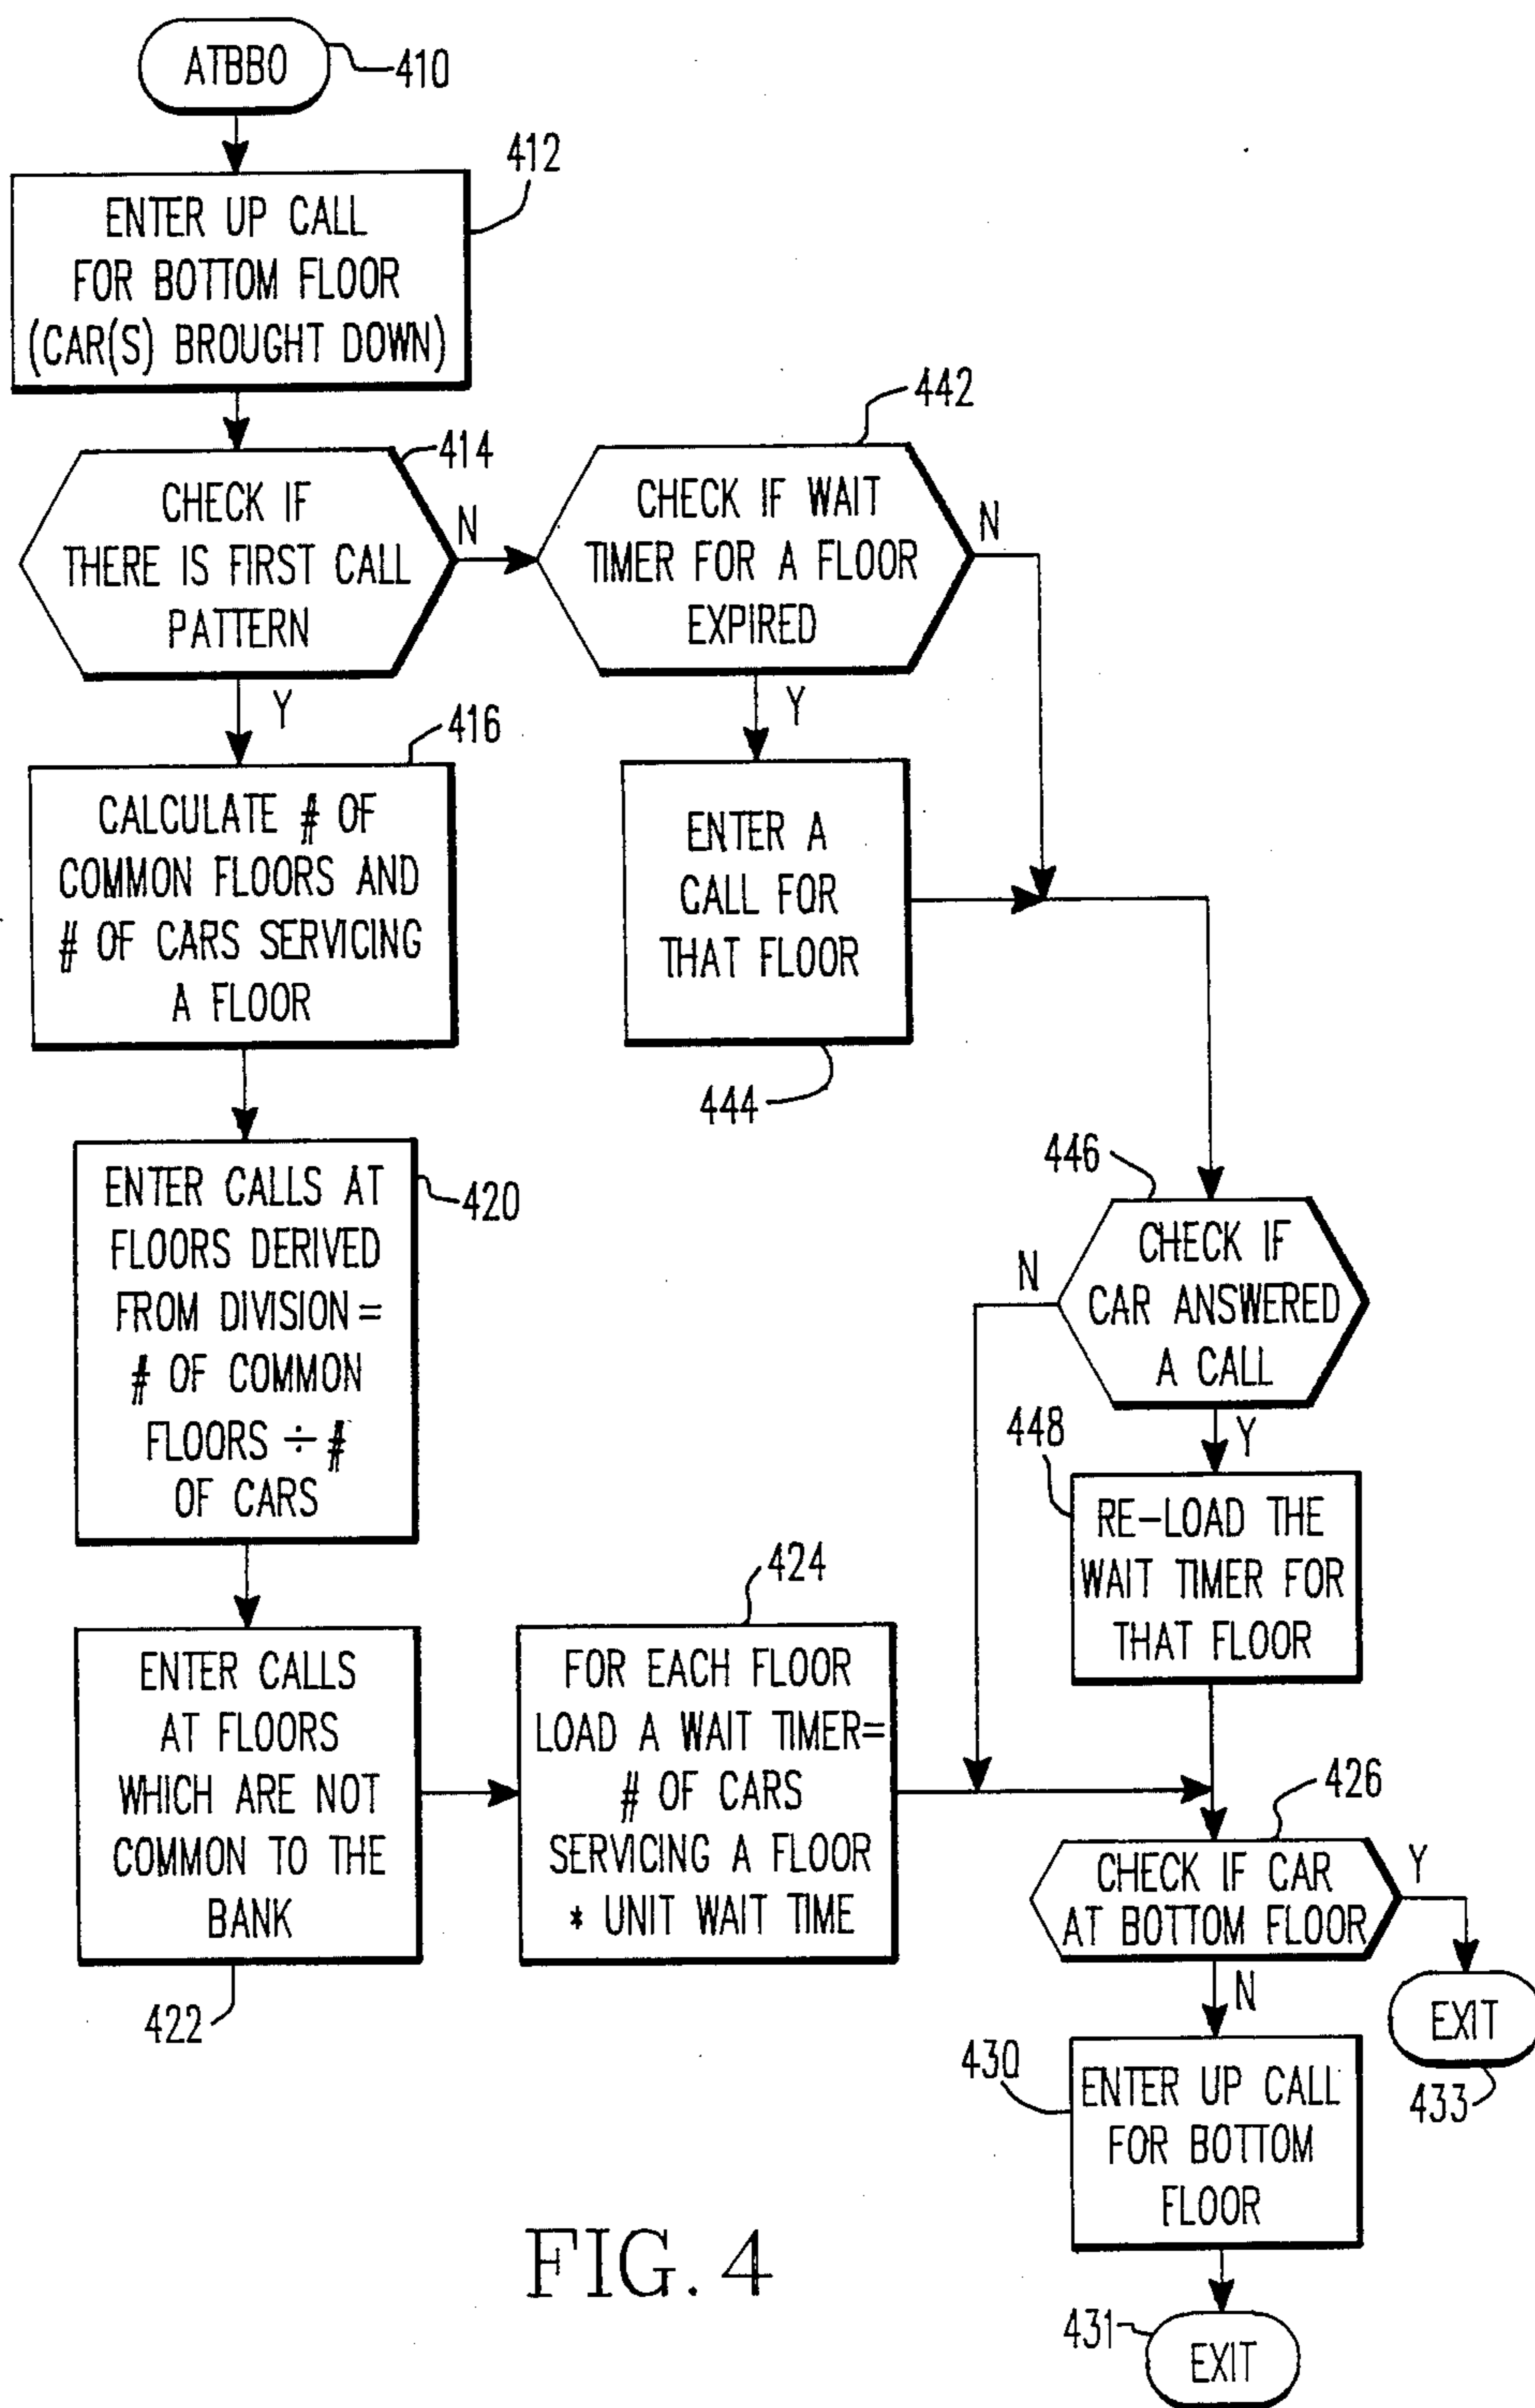 ATBBO
410
412
ENTER UP CALL
FOR BOTTOM FLOOR
(CAR(S) BROUGHT DOWN)
414
CHECK IF
THERE IS FIRST CALL
PATTERN
N
Y
442
CHECK IF WAIT
TIMER FOR A FLOOR
EXPIRED
N
Y
416
CALCULATE # OF
COMMON FLOORS AND
# OF CARS SERVICING
A FLOOR
ENTER A
CALL FOR
THAT FLOOR
444
420
ENTER CALLS AT
FLOORS DERIVED
FROM DIVISION=
# OF COMMON
FLOORS ÷ #
OF CARS
446
CHECK IF
CAR ANSWERED
A CALL
N
Y
448
RE-LOAD THE
WAIT TIMER FOR
THAT FLOOR
ENTER CALLS
AT FLOORS
WHICH ARE NOT
COMMON TO THE
BANK
422
424
FOR EACH FLOOR
LOAD A WAIT TIMER=
# OF CARS
SERVICING A FLOOR
* UNIT WAIT TIME
426
CHECK IF CAR
AT BOTTOM FLOOR
Y
N
EXIT
433
430
ENTER UP CALL
FOR BOTTOM
FLOOR
431
EXIT
FIG. 4